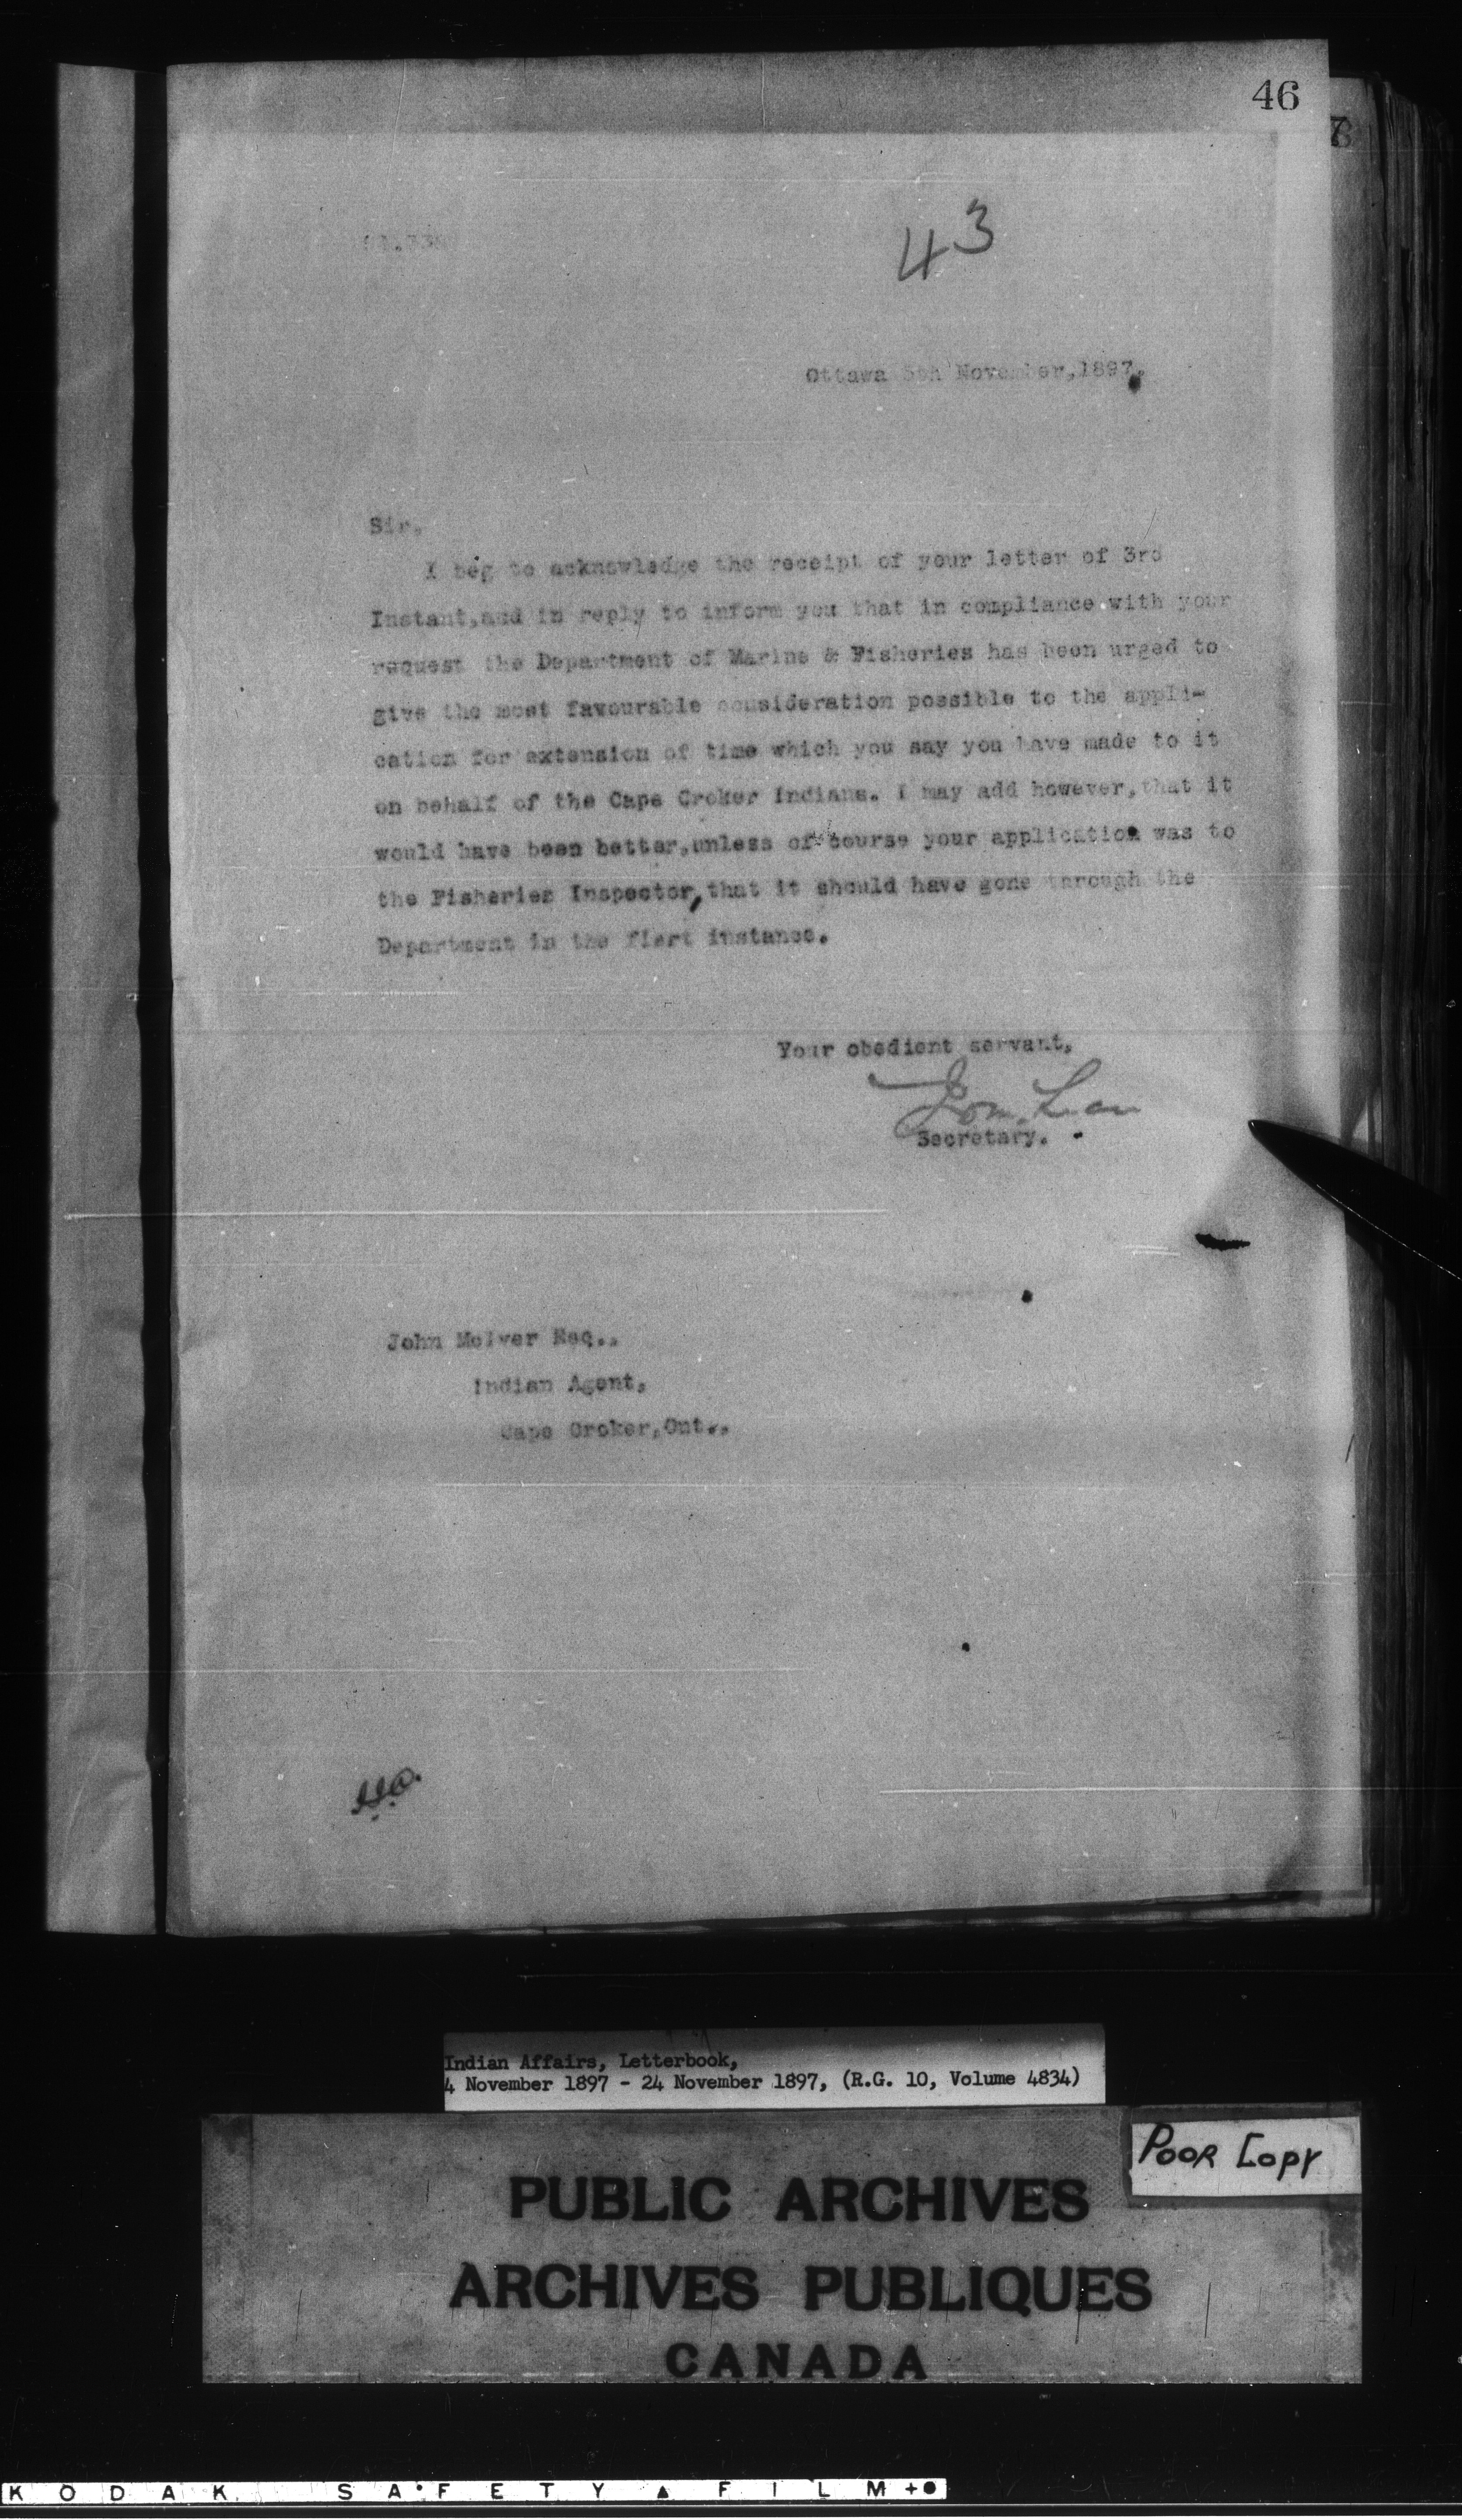 46
43
Ottawa 5th November, 1897.
Sir.
I beg to acknowledge the receipt of your letter of 3rd
Instant, and in reply to inform you that in compliance with your
request the Department of Marine & Fisheries has been urged to
give the most favourable consideration possible to the appli-
cation for extension of time which you say you have made to it
on behalf of the Cape Croker Indians. I may add however, that it
would have been better, unless of course your application was to
the Fisheries Inspector, that it should have gone through the
Department in the fisrt instance.
Your obedient servant,
Secretary.
John McIver Esq.,
Indian Agent,
Cape Croker, Ont.,
Indian Affairs, Letterbook,
4 November 1897 - 24 November 1897, (R.G. 10, Volume 4834)
POOR COPY
PUBLIC ARCHIVES
ARCHIVES PUBLIQUES
CANADA
KODAK SAFETY FILM